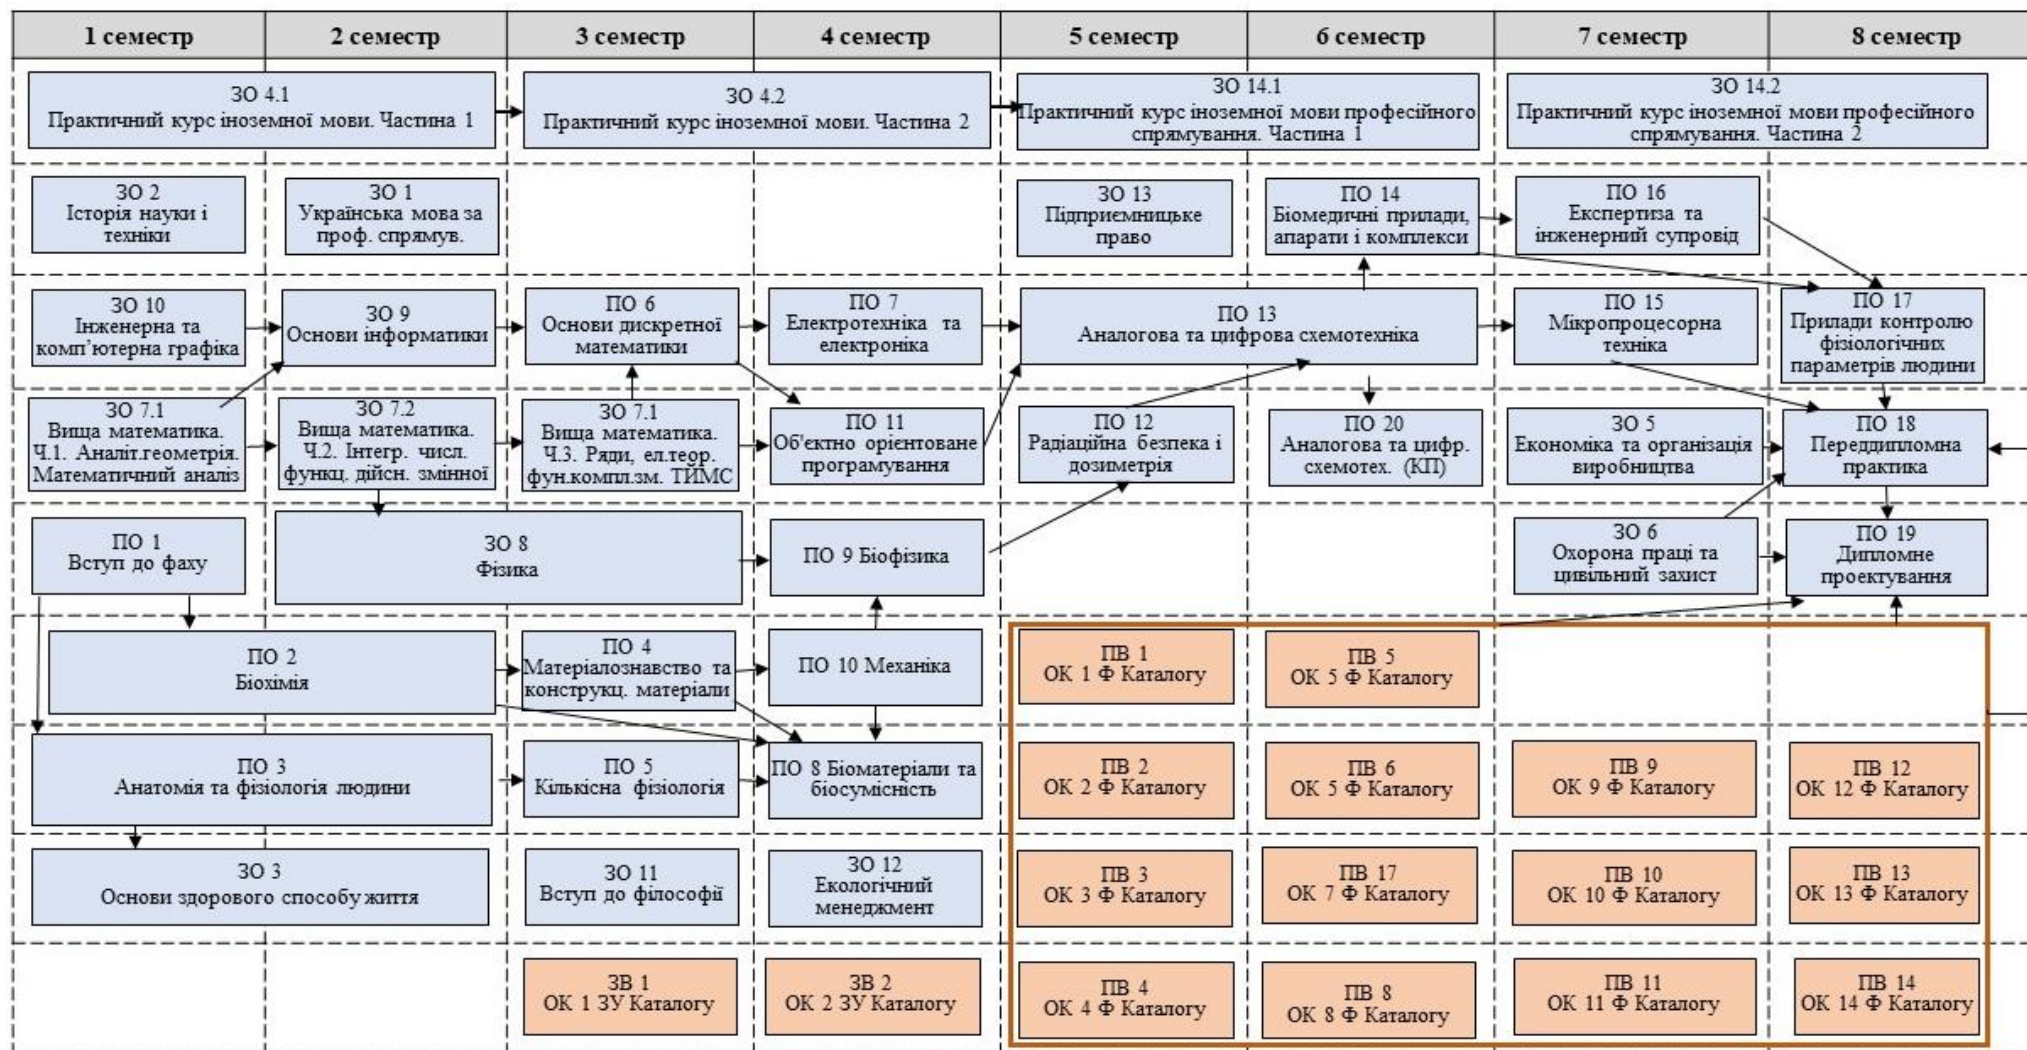 1 семестр
2 семестр
3 семестр
4 семестр
5 семестр
6 семестр
7 семестр
8 семестр
ЗО 4.1
Практичний курс іноземної мови. Частина 1
ЗО 4.2
Практичний курс іноземної мови. Частина 2
ЗО 14.1
Практичний курс іноземної мови професійного
спрямування. Частина 1
ЗО 14.2
Практичний курс іноземної мови професійного
спрямування. Частина 2
ЗО 2
Історія науки і
техніки
ЗО 1
Українська мова за
проф. спрямув.
ЗО 13
Підприємницьке
право
ПО 14
Біомедичні прилади,
апарати і комплекси
ПО 16
Експертиза та
інженерний супровід
ЗО 10
Інженерна та
комп’ютерна графіка
ЗО 9
Основи інформатики
ПО 6
Основи дискретної
математики
ПО 7
Електротехніка та
електроніка
ПО 13
Аналогова та цифрова схемотехніка
ПО 15
Мікропроцесорна
техніка
ПО 17
Прилади контролю
фізіологічних
параметрів людини
ЗО 7.1
Вища математика.
Ч.1. Аналіт.геометрія.
Математичний аналіз
ЗО 7.2
Вища математика.
Ч.2. Інтегр. числ.
функц. дійсн. змінної
ЗО 7.1
Вища математика.
Ч.3. Ряди, ел.теор.
фун.компл.зм. ТЙМС
ПО 11
Об'єктно орієнтоване
програмування
ПО 12
Радіаційна безпека і
дозиметрія
ПО 20
Аналогова та цифр.
схемотех. (КП)
ЗО 5
Економіка та організація
виробництва
ПО 18
Переддипломна
практика
ПО 1
Вступ до фаху
ЗО 8
Фізика
ПО 9 Біофізика
ЗО 6
Охорона праці та
цивільний захист
ПО 19
Дипломне
проектування
ПО 2
Біохімія
ПО 4
Матеріалознавство та
конструкц. матеріали
ПО 10 Механіка
ПВ 1
ОК 1 Ф Каталогу
ПВ 5
ОК 5 Ф Каталогу
ПО 3
Анатомія та фізіологія людини
ПО 5
Кількісна фізіологія
ПО 8 Біоматеріали та
біосумісність
ПВ 2
ОК 2 Ф Каталогу
ПВ 6
ОК 5 Ф Каталогу
ПВ 9
ОК 9 Ф Каталогу
ПВ 12
ОК 12 Ф Каталогу
ЗО 3
Основи здорового способу життя
ЗО 11
Вступ до філософії
ЗО 12
Екологічний
менеджмент
ПВ 3
ОК 3 Ф Каталогу
ПВ 17
ОК 7 Ф Каталогу
ПВ 10
ОК 10 Ф Каталогу
ПВ 13
ОК 13 Ф Каталогу
ЗВ 1
ОК 1 ЗУ Каталогу
ЗВ 2
ОК 2 ЗУ Каталогу
ПВ 4
ОК 4 Ф Каталогу
ПВ 8
ОК 8 Ф Каталогу
ПВ 11
ОК 11 Ф Каталогу
ПВ 14
ОК 14 Ф Каталогу